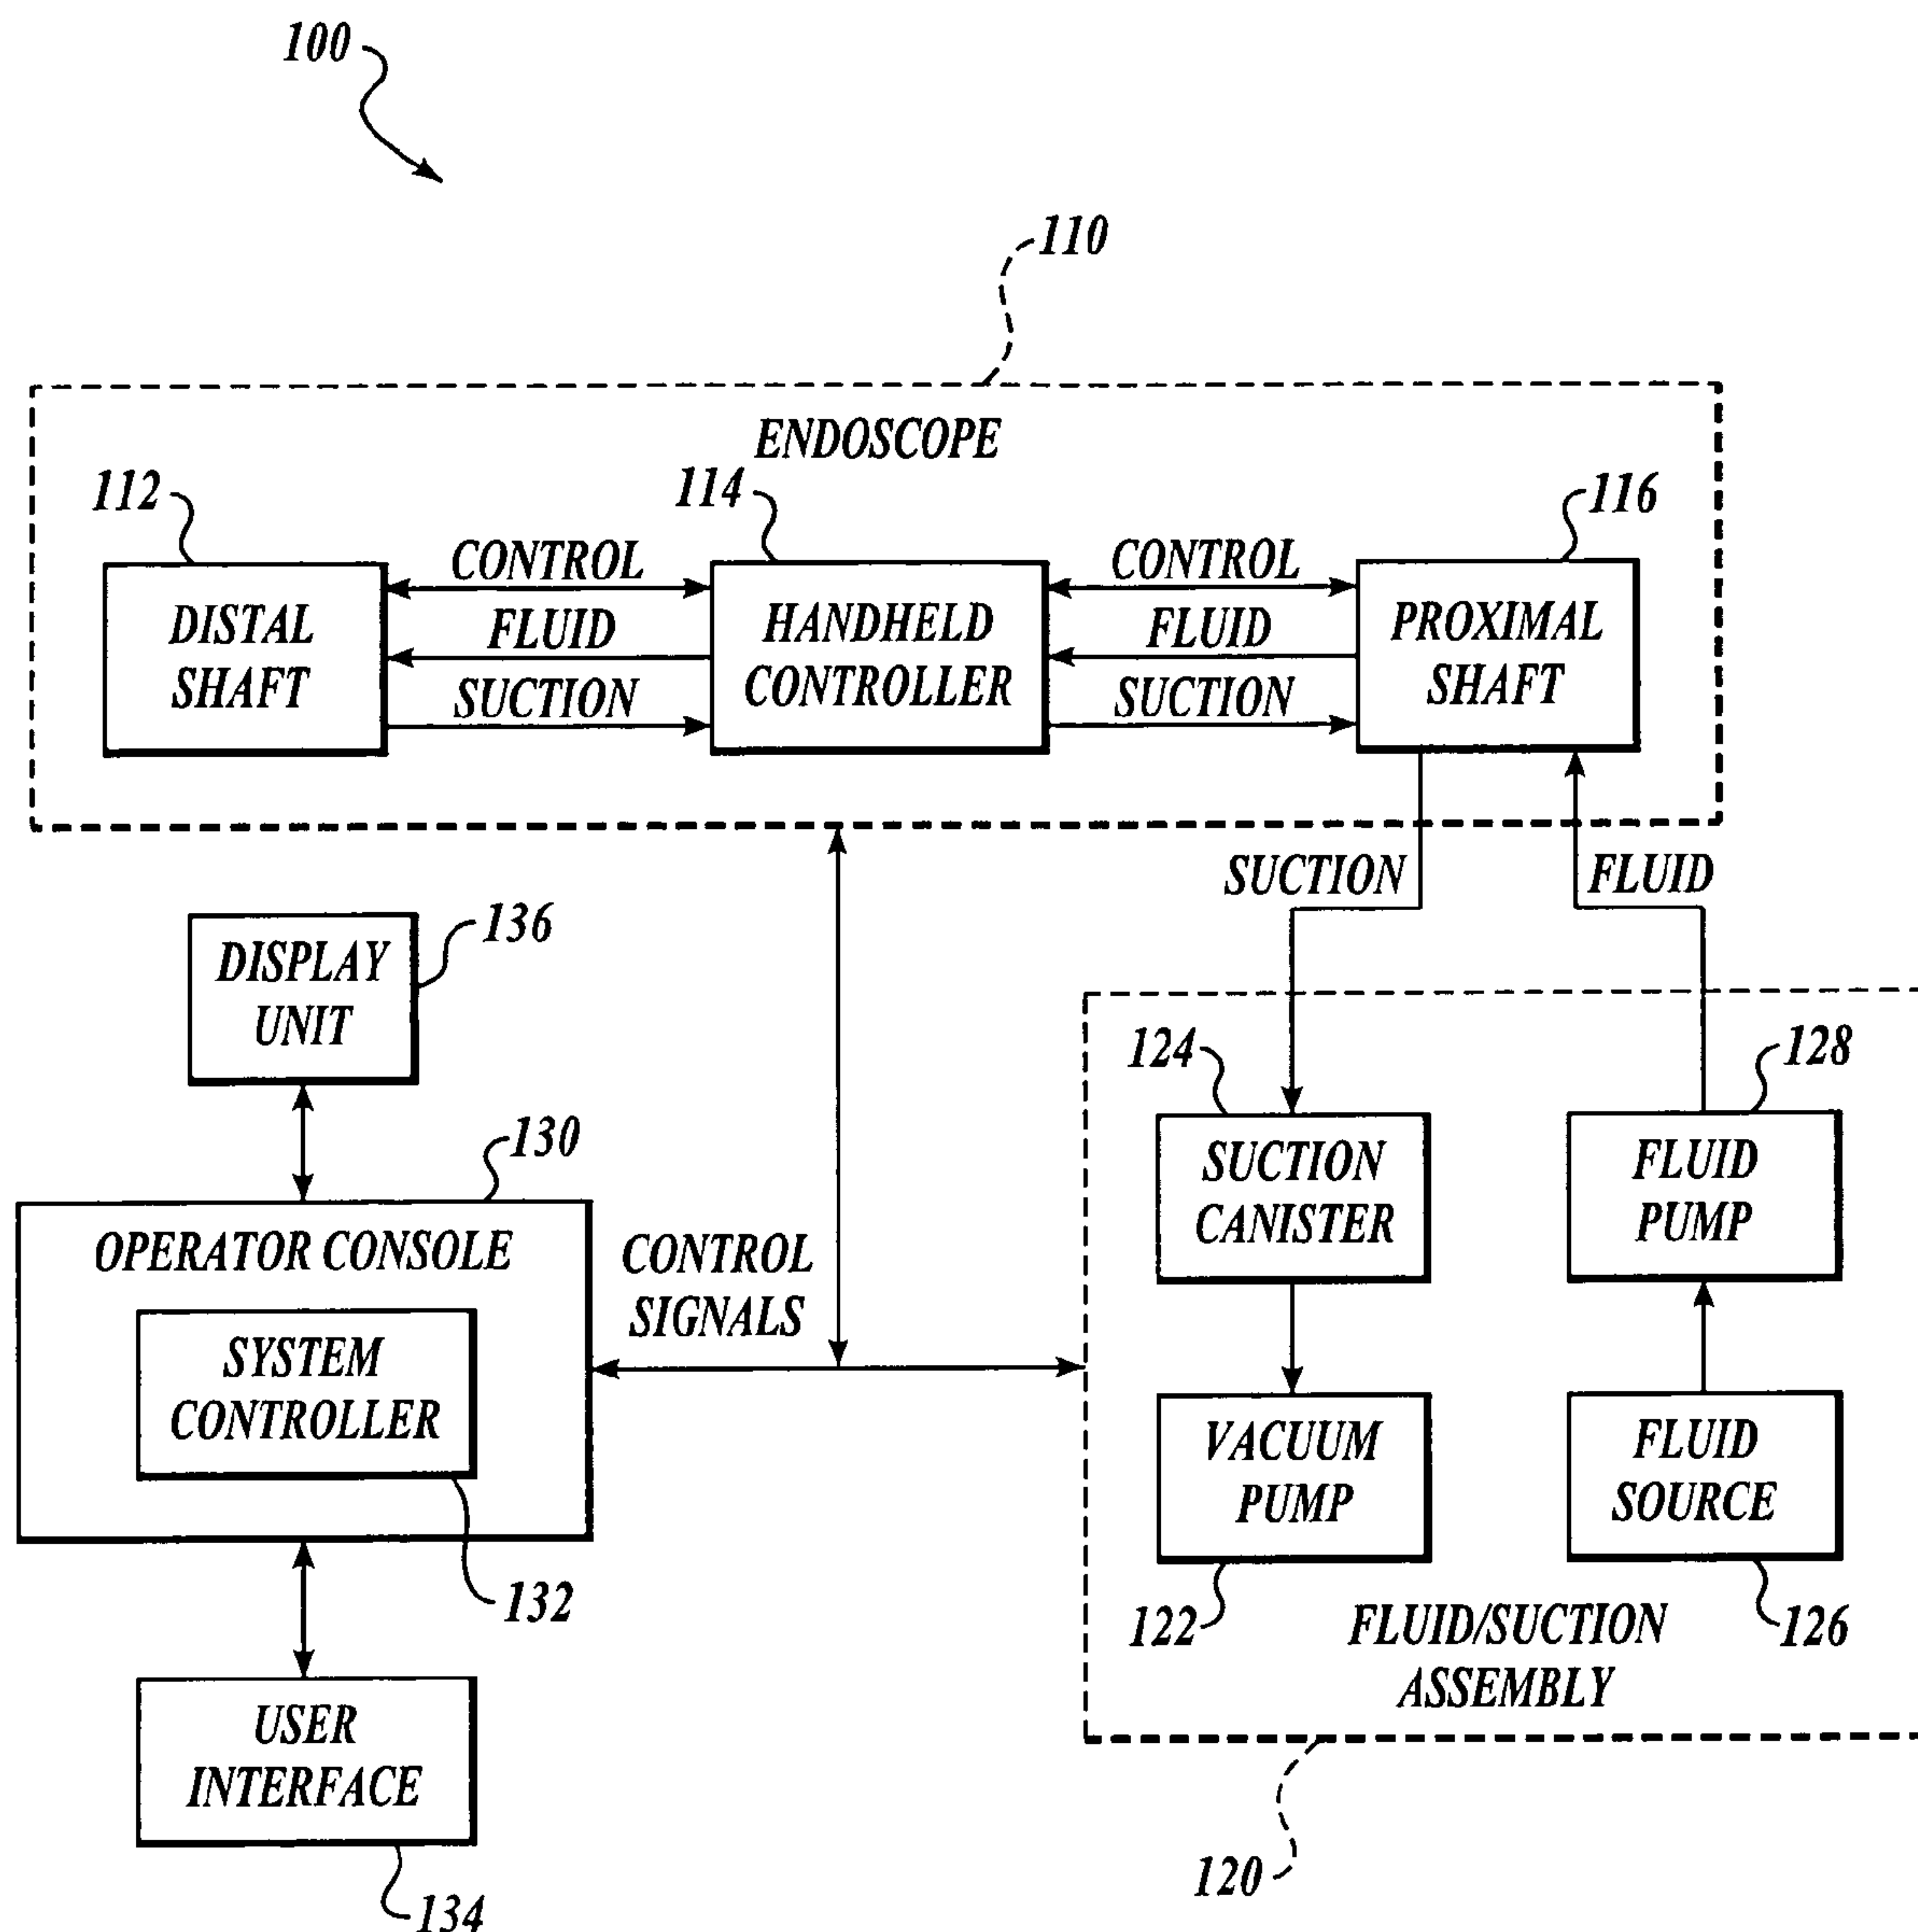 100
110
ENDOSCOPE
112
114
116
DISTAL
SHAFT
CONTROL
FLUID
SUCTION
HANDHELD
CONTROLLER
CONTROL
FLUID
SUCTION
PROXIMAL
SHAFT
SUCTION
FLUID
136
DISPLAY
UNIT
130
OPERATOR CONSOLE
SYSTEM
CONTROLLER
132
CONTROL
SIGNALS
USER
INTERFACE
134
124
SUCTION
CANISTER
128
FLUID
PUMP
VACUUM
PUMP
122
FLUID
SOURCE
126
FLUID/SUCTION
ASSEMBLY
120